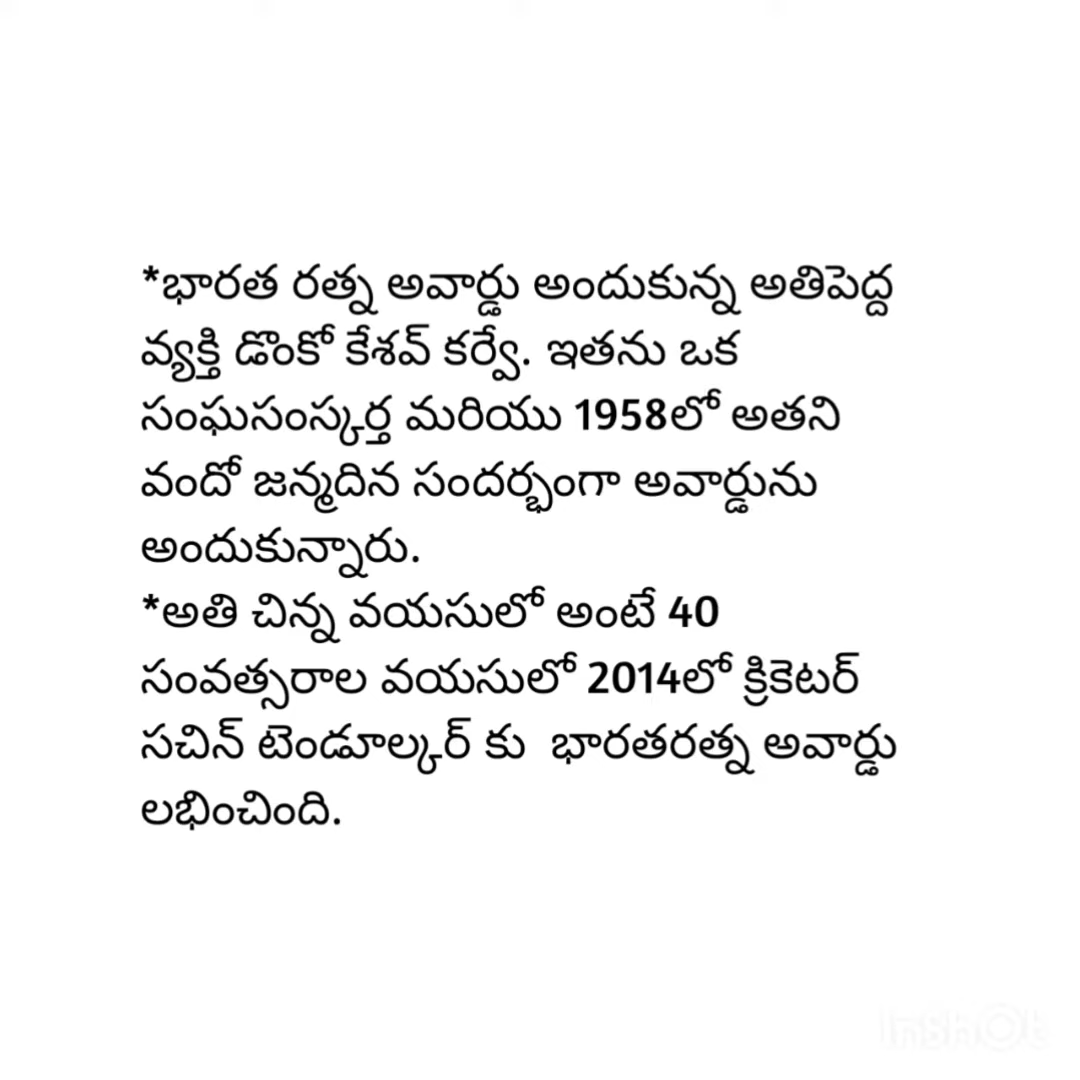 *భారత రత్న అవార్డు అందుకున్న అతిపెద్ద
వ్యక్తి డొంకో కేశవ్ కర్వే. ఇతను ఒక
సంఘసంస్కర్త మరియు 1958లో అతని
వందో జన్మదిన సందర్భంగా అవార్డును
అందుకున్నారు.
*అతి చిన్న వయసులో అంటే 40
సంవత్సరాల వయసులో 2014లో క్రికెటర్
సచిన్ టెండూల్కర్ కు  భారతరత్న అవార్డు
లభించింది.
InShOt